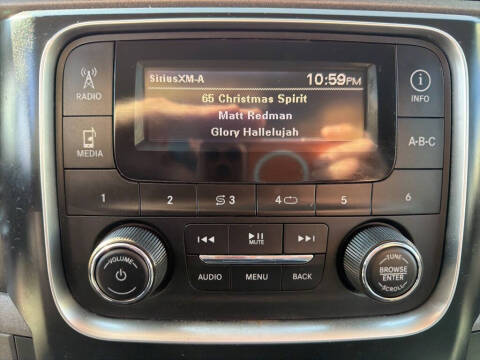 SiriusXM-A 10:59PM
65 Christmas Spirit
Matt Redman
Glory Hallelujah
RADIO
MEDIA
INFO
A-B-C
1 2 3 4 5 6
VOLUME
MUTE
AUDIO MENU BACK
TUNE
BROWSE
ENTER
SCROLL